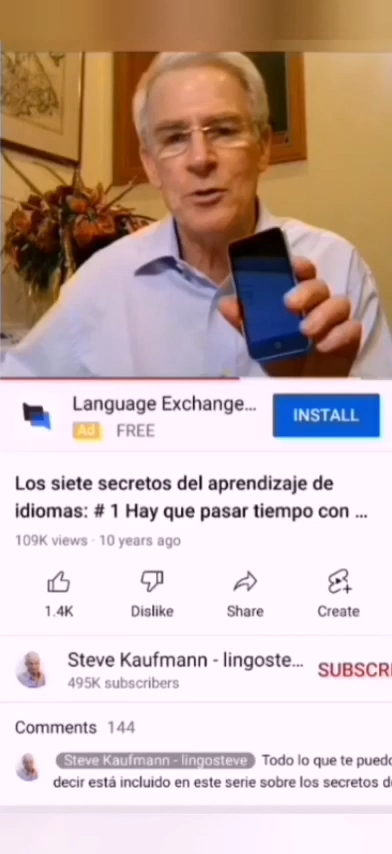 Language Exchange...
Ad FREE
INSTALL
Los siete secretos del aprendizaje de
idiomas: # 1 Hay que pasar tiempo con ...
109K views · 10 years ago
1.4K
Dislike
Share
Create
Steve Kaufmann - lingoste...
495K subscribers
SUBSCRI
Comments 144
Steve Kaufmann - lingosteve Todo lo que te puedo
decir está incluido en este serie sobre los secretos d